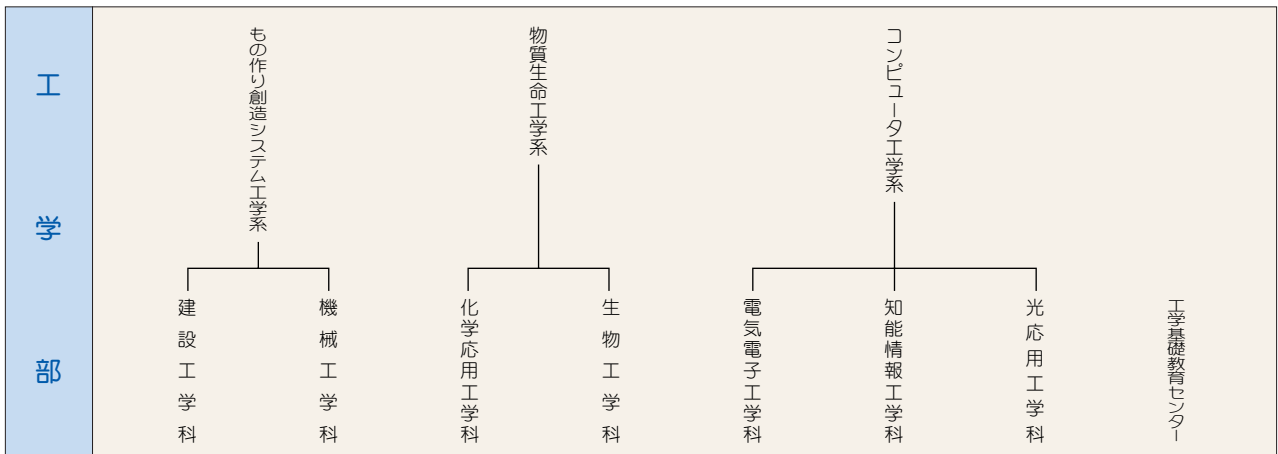 工学部
もの作り創造システム工学系
物質生命工学系
コンピュータ工学系
建設工学科
機械工学科
化学応用工学科
生物工学科
電気電子工学科
知能情報工学科
光応用工学科
工学基礎教育センター